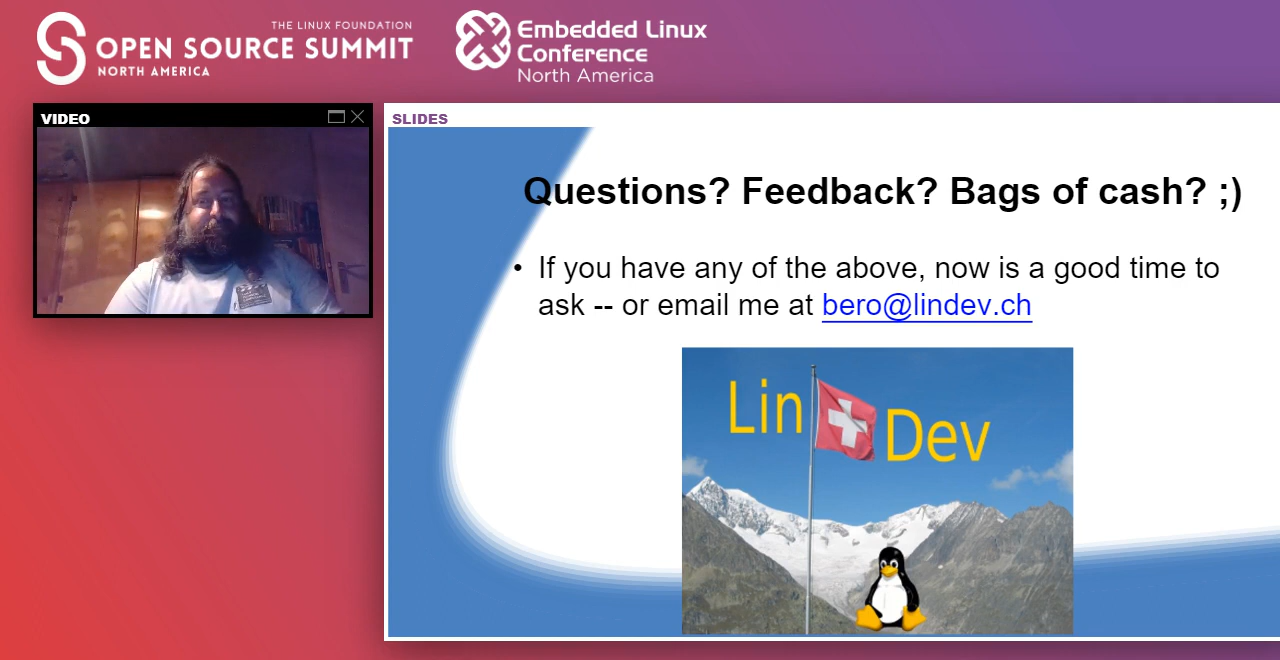 THE LINUX FOUNDATION
OPEN SOURCE SUMMIT
NORTH AMERICA
Embedded Linux
Conference
North America
VIDEO
SLIDES
Questions? Feedback? Bags of cash? ;)
• If you have any of the above, now is a good time to
ask -- or email me at bero@lindev.ch
Lin Dev